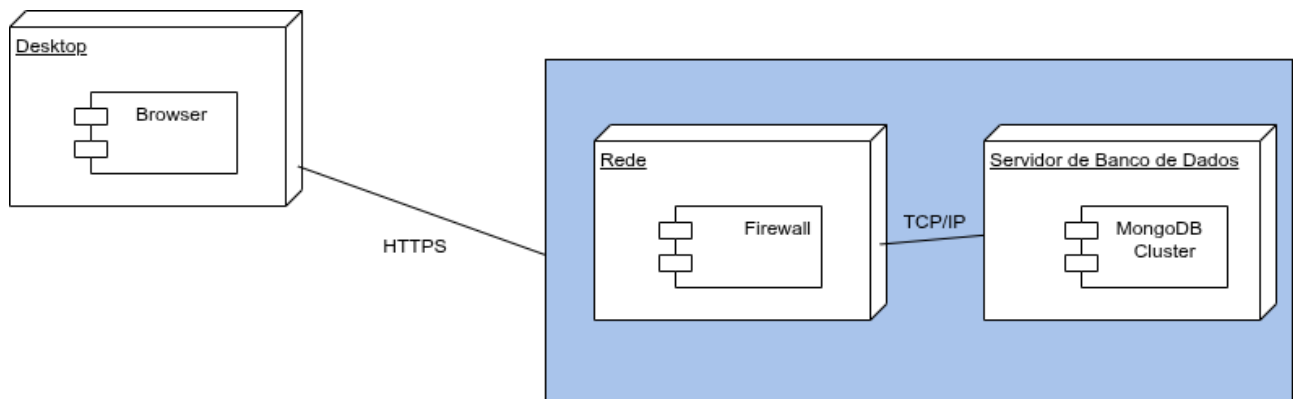 Desktop
Browser
HTTPS
Rede
Firewall
TCP/IP
Servidor de Banco de Dados
MongoDB
Cluster